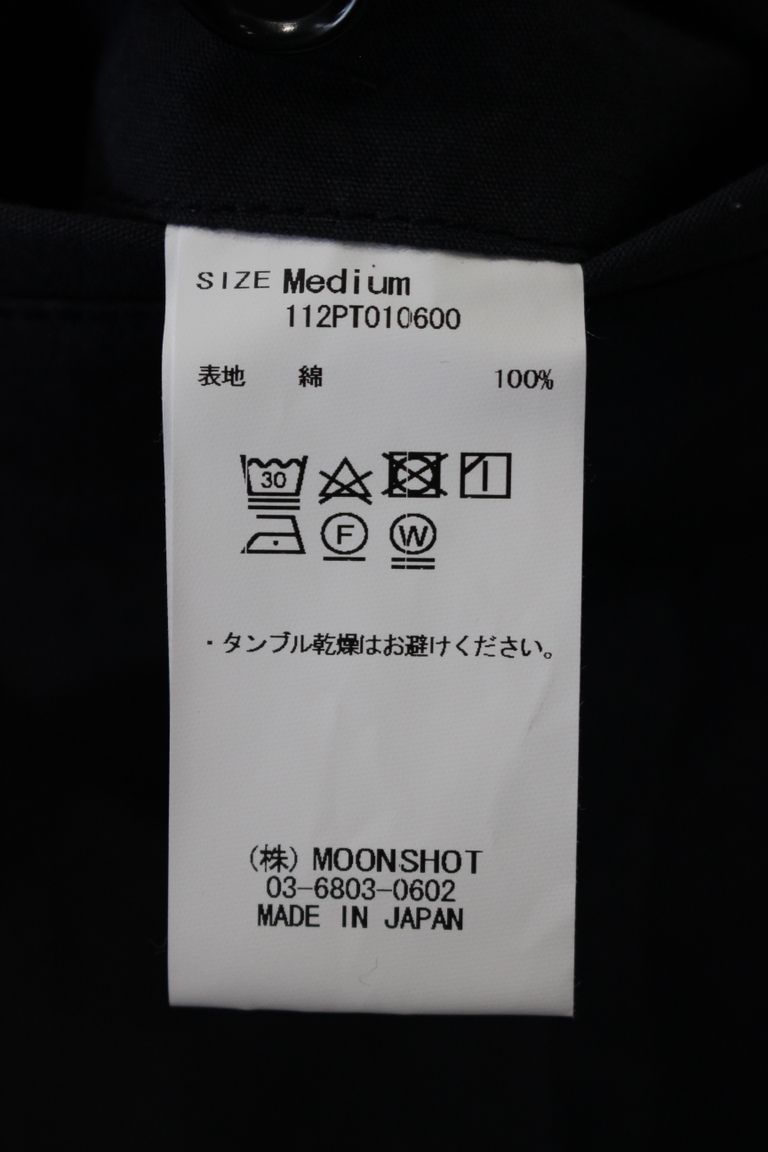 SIZE Medium
112PT010600
表地 綿 100%
30
F W
・タンブル乾燥はお避けください。
(株) MOONSHOT
03-6803-0602
MADE IN JAPAN